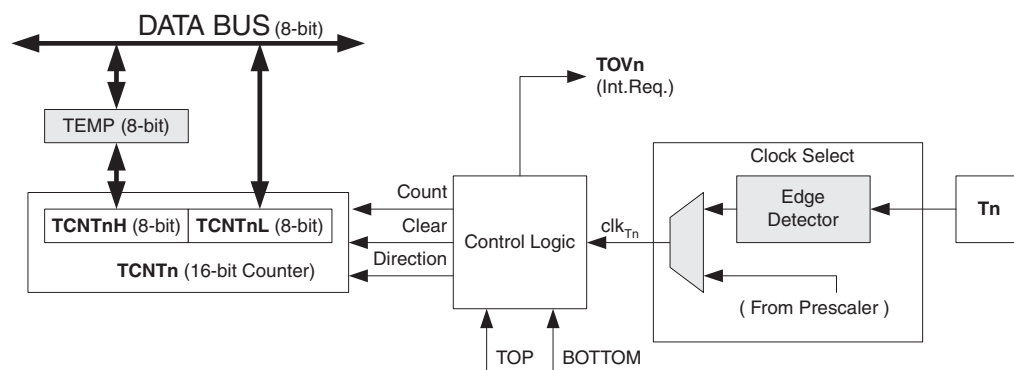 DATA BUS (8-bit)
TOVn
(Int.Req.)
TEMP (8-bit)
Clock Select
Count
Edge
Detector
Tn
TCNTnH (8-bit) TCNTnL (8-bit)
Clear
Control Logic
clkTn
TCNTn (16-bit Counter)
Direction
( From Prescaler )
TOP
BOTTOM